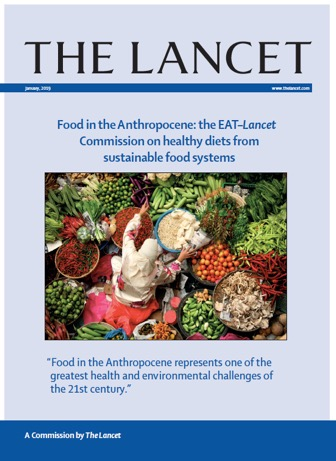 THE LANCET
January, 2019 www.thelancet.com
Food in the Anthropocene: the EAT–Lancet
Commission on healthy diets from
sustainable food systems
“Food in the Anthropocene represents one of the
greatest health and environmental challenges of
the 21st century.”
A Commission by The Lancet